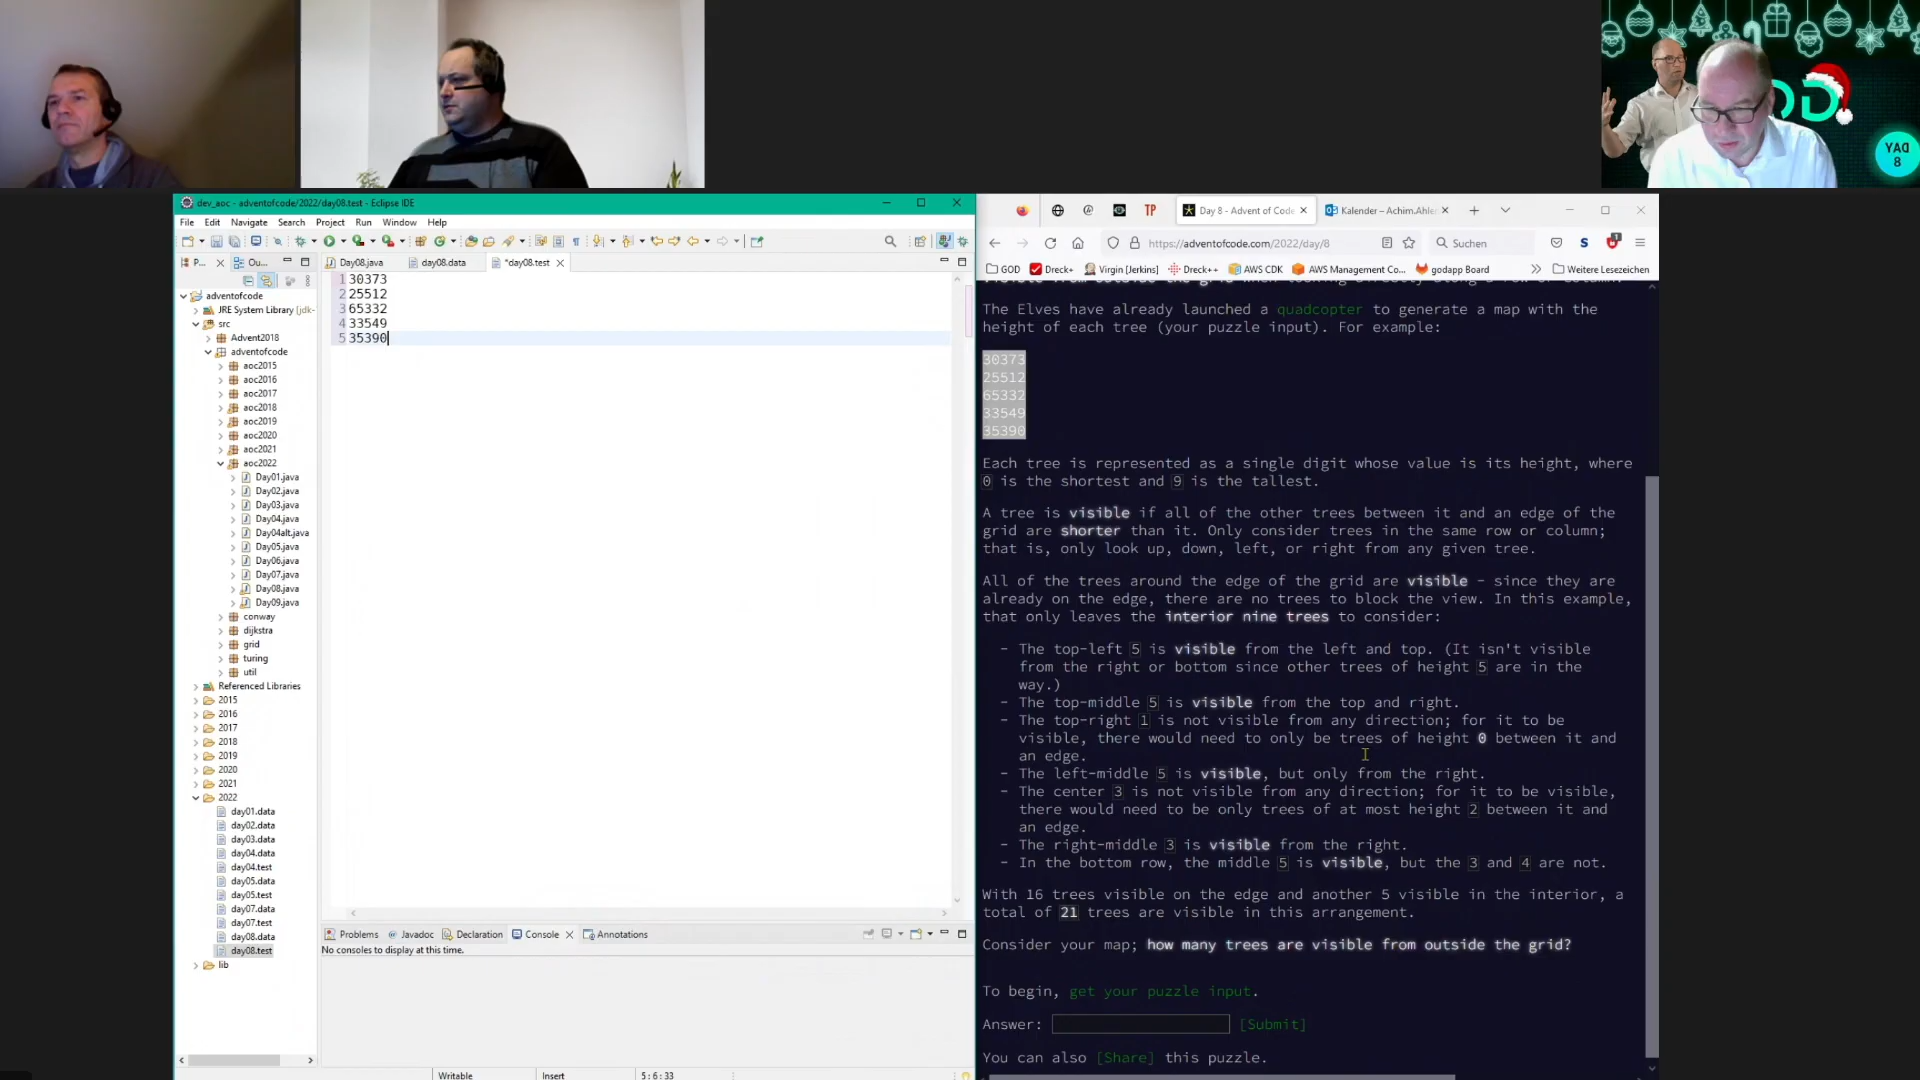 DAY
8
dev_aoc - adventofcode/2022/day08.test - Eclipse IDE
File Edit Navigate Search Project Run Window Help
P... Ou...
Day08.java day08.data *day08.test
adventofcode
JRE System Library [jdk-
src
Advent2018
adventofcode
aoc2015
aoc2016
aoc2017
aoc2018
aoc2019
aoc2020
aoc2021
aoc2022
Day01.java
Day02.java
Day03.java
Day04.java
Day04alt.java
Day05.java
Day06.java
Day07.java
Day08.java
Day09.java
conway
dijkstra
grid
turing
util
Referenced Libraries
2015
2016
2017
2018
2019
2020
2021
2022
day01.data
day02.data
day03.data
day04.data
day04.test
day05.data
day05.test
day07.data
day07.test
day08.data
day08.test
lib
1 30373
2 25512
3 65332
4 33549
5 35390
Problems Javadoc Declaration Console Annotations
No consoles to display at this time.
Writable Insert 5 : 6 : 33
TP Day 8 - Advent of Code Kalender – Achim.Ahler
https://adventofcode.com/2022/day/8 Suchen
GOD Dreck+ Virgin [Jerkins] Dreck++ AWS CDK AWS Management Co... godapp Board Weitere Lesezeichen
The Elves have already launched a quadcopter to generate a map with the
height of each tree (your puzzle input). For example:
30373
25512
65332
33549
35390
Each tree is represented as a single digit whose value is its height, where
0 is the shortest and 9 is the tallest.
A tree is visible if all of the other trees between it and an edge of the
grid are shorter than it. Only consider trees in the same row or column;
that is, only look up, down, left, or right from any given tree.
All of the trees around the edge of the grid are visible - since they are
already on the edge, there are no trees to block the view. In this example,
that only leaves the interior nine trees to consider:
- The top-left 5 is visible from the left and top. (It isn't visible
from the right or bottom since other trees of height 5 are in the
way.)
- The top-middle 5 is visible from the top and right.
- The top-right 1 is not visible from any direction; for it to be
visible, there would need to only be trees of height 0 between it and
an edge.
- The left-middle 5 is visible, but only from the right.
- The center 3 is not visible from any direction; for it to be visible,
there would need to be only trees of at most height 2 between it and
an edge.
- The right-middle 3 is visible from the right.
- In the bottom row, the middle 5 is visible, but the 3 and 4 are not.
With 16 trees visible on the edge and another 5 visible in the interior, a
total of 21 trees are visible in this arrangement.
Consider your map; how many trees are visible from outside the grid?
To begin, get your puzzle input.
Answer: [Submit]
You can also [Share] this puzzle.